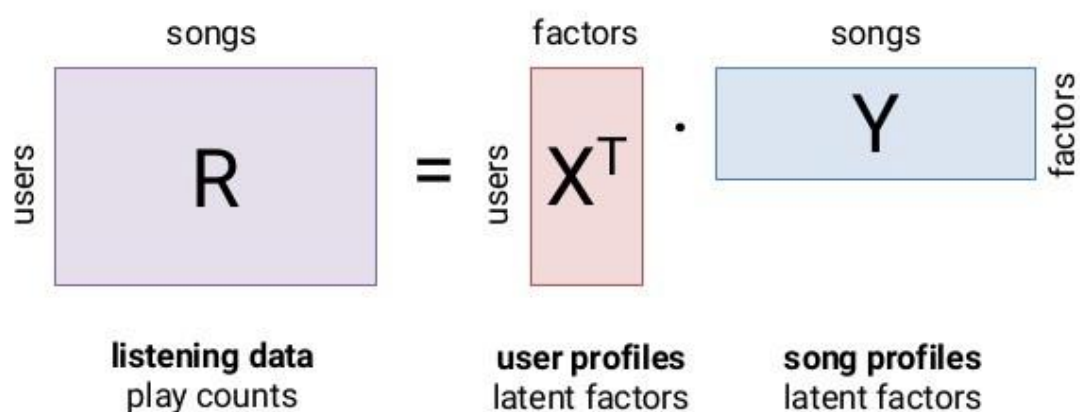 songs
factors
songs
users
R
=
users
X^T
·
Y
factors
listening data
play counts
user profiles
latent factors
song profiles
latent factors